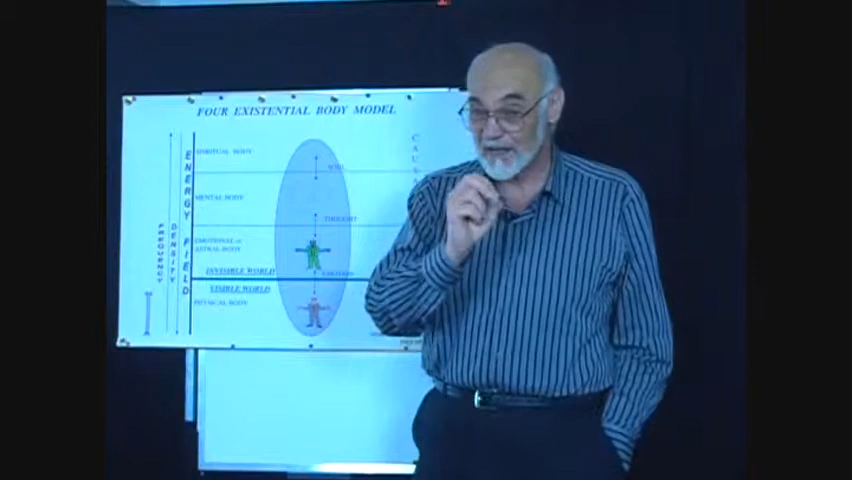 FOUR EXISTENTIAL BODY MODEL
SPIRITUAL BODY
SOUL
MENTAL BODY
THOUGHT
EMOTIONAL or
ASTRAL BODY
INVISIBLE WORLD
VISIBLE WORLD
PHYSICAL BODY
ENERGY FIELD
DENSITY
FREQUENCY